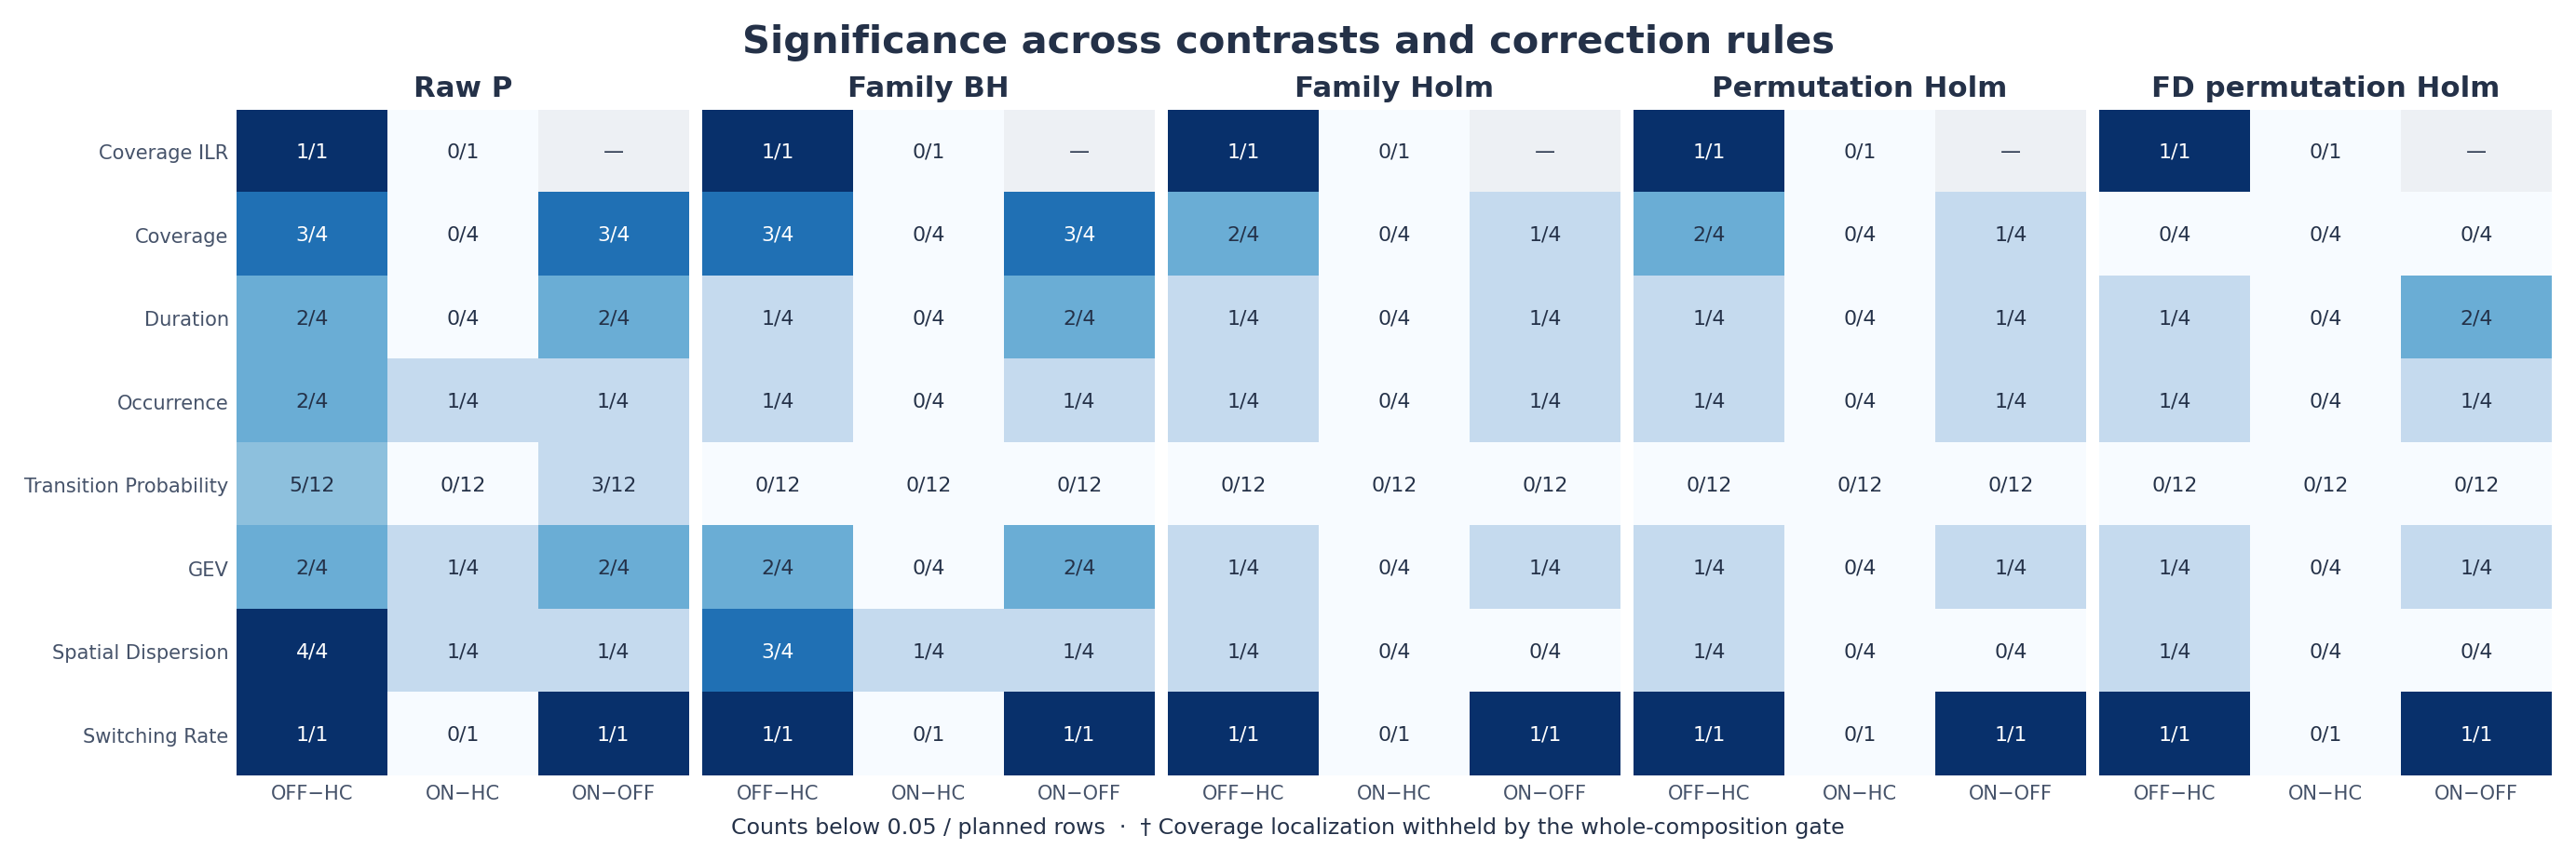 Significance across contrasts and correction rules
Raw P Family BH Family Holm Permutation Holm FD permutation Holm
Coverage ILR 1/1 0/1 — 1/1 0/1 — 1/1 0/1 — 1/1 0/1 — 1/1 0/1 —
Coverage 3/4 0/4 3/4 3/4 0/4 3/4 2/4 0/4 1/4 2/4 0/4 1/4 0/4 0/4 0/4
Duration 2/4 0/4 2/4 1/4 0/4 2/4 1/4 0/4 1/4 1/4 0/4 1/4 1/4 0/4 2/4
Occurrence 2/4 1/4 1/4 1/4 0/4 1/4 1/4 0/4 1/4 1/4 0/4 1/4 1/4 0/4 1/4
Transition Probability 5/12 0/12 3/12 0/12 0/12 0/12 0/12 0/12 0/12 0/12 0/12 0/12 0/12 0/12 0/12
GEV 2/4 1/4 2/4 2/4 0/4 2/4 1/4 0/4 1/4 1/4 0/4 1/4 1/4 0/4 1/4
Spatial Dispersion 4/4 1/4 1/4 3/4 1/4 1/4 1/4 0/4 0/4 1/4 0/4 0/4 1/4 0/4 0/4
Switching Rate 1/1 0/1 1/1 1/1 0/1 1/1 1/1 0/1 1/1 1/1 0/1 1/1 1/1 0/1 1/1
OFF−HC ON−HC ON−OFF OFF−HC ON−HC ON−OFF OFF−HC ON−HC ON−OFF OFF−HC ON−HC ON−OFF OFF−HC ON−HC ON−OFF
Counts below 0.05 / planned rows · † Coverage localization withheld by the whole-composition gate